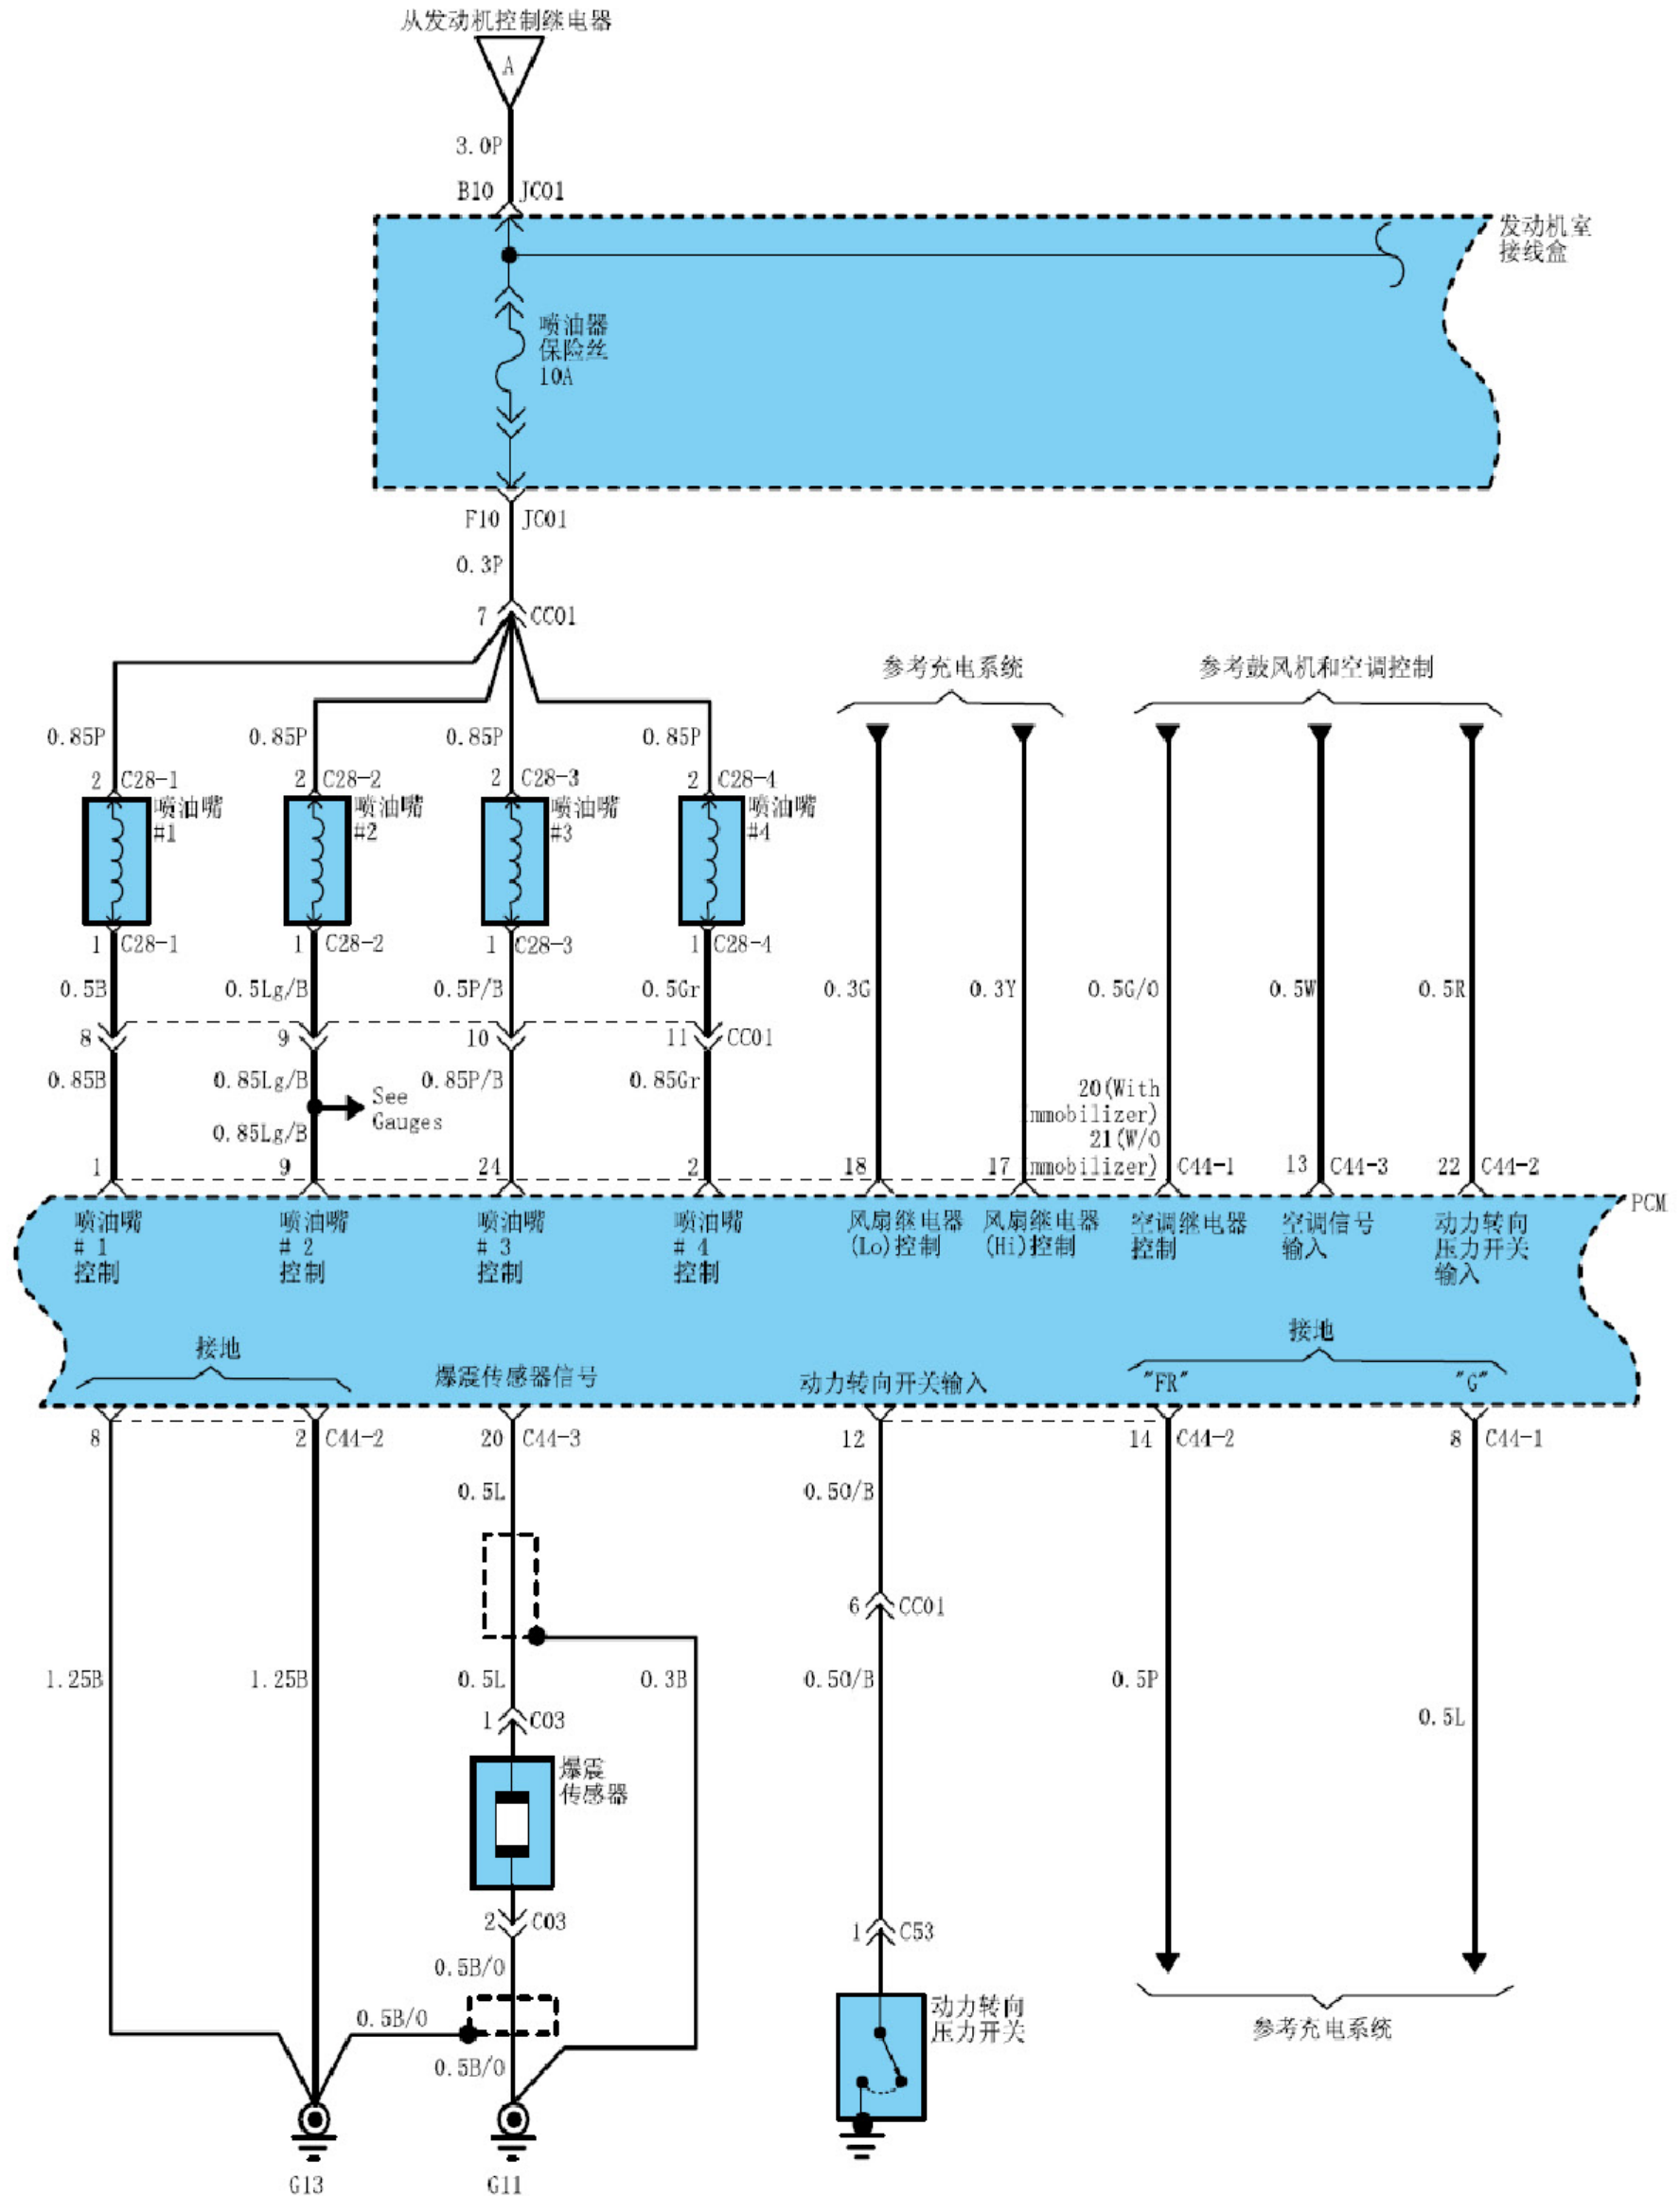 从发动机控制继电器
A
3.0P
B10 JC01
发动机室
接线盒
喷油器
保险丝
10A
F10 JC01
0.3P
7 CC01
参考充电系统 参考鼓风机和空调控制
0.85P 0.85P 0.85P 0.85P
2 C28-1 2 C28-2 2 C28-3 2 C28-4
喷油嘴 喷油嘴 喷油嘴 喷油嘴
#1 #2 #3 #4
1 C28-1 1 C28-2 1 C28-3 1 C28-4
0.5B 0.5Lg/B 0.5P/B 0.5Gr 0.3G 0.3Y 0.5G/O 0.5W 0.5R
8 9 10 11 CC01
0.85B 0.85Lg/B 0.85P/B 0.85Gr
See
Gauges
0.85Lg/B
20(With
mmobilizer)
21(W/O
mmobilizer)
1 9 24 2 18 17 C44-1 13 C44-3 22 C44-2
PCM
喷油嘴 喷油嘴 喷油嘴 喷油嘴 风扇继电器 风扇继电器 空调继电器 空调信号 动力转向
# 1 # 2 # 3 # 4 (Lo)控制 (Hi)控制 控制 输入 压力开关
控制 控制 控制 控制 输入
接地 接地
爆震传感器信号 动力转向开关输入 "FR" "G"
8 2 C44-2 20 C44-3 12 14 C44-2 8 C44-1
0.5L 0.5O/B
6 CC01
1.25B 1.25B 0.5L 0.3B 0.5O/B 0.5P
0.5L
1 C03
爆震
传感器
2 C03
1 C53
0.5B/O
0.5B/O
动力转向
压力开关
参考充电系统
0.5B/O
G13 G11